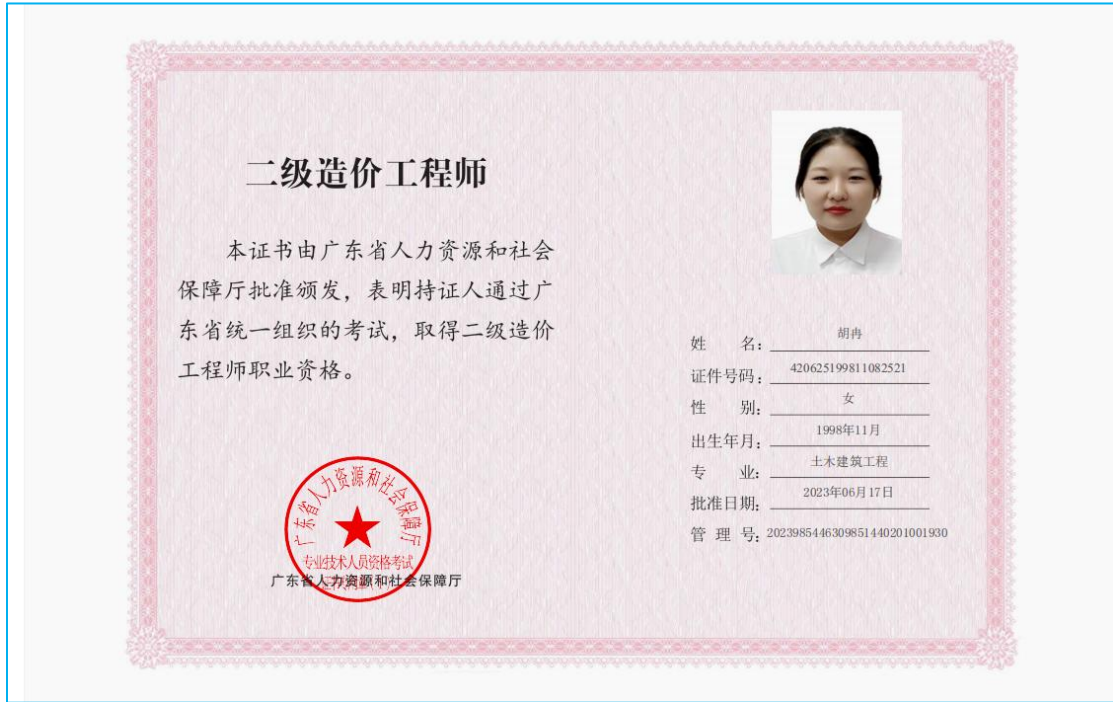 二级造价工程师
本证书由广东省人力资源和社会
保障厅批准颁发，表明持证人通过广
东省统一组织的考试，取得二级造价
工程师职业资格。
广东省人力资源和社会保障厅
专业技术人员资格考试
广东省人力资源和社会保障厅
姓 名：胡冉
证件号码：420625199811082521
性 别：女
出生年月：1998年11月
专 业：土木建筑工程
批准日期：2023年06月17日
管 理 号：20239854463098514402010019​30